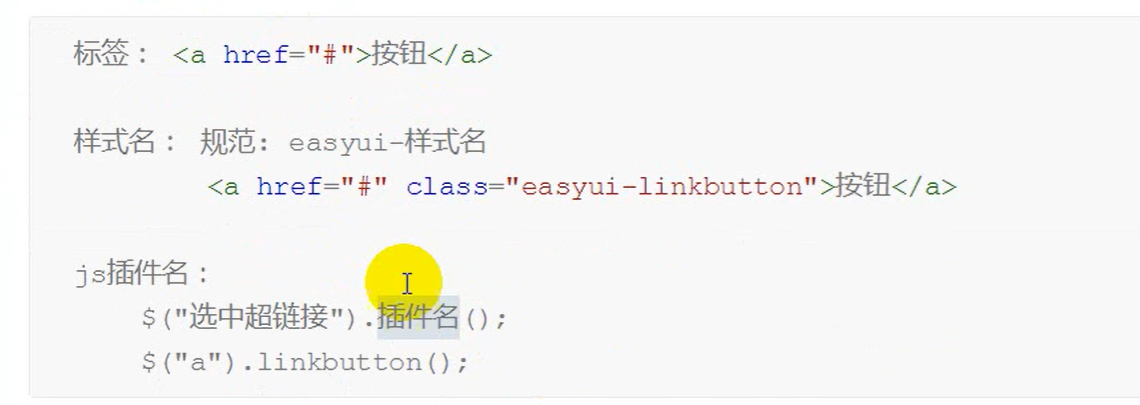 标签： <a href="#">按钮</a>
样式名： 规范: easyui-样式名
<a href="#" class="easyui-linkbutton">按钮</a>
js插件名：
$("选中超链接").插件名();
$("a").linkbutton();